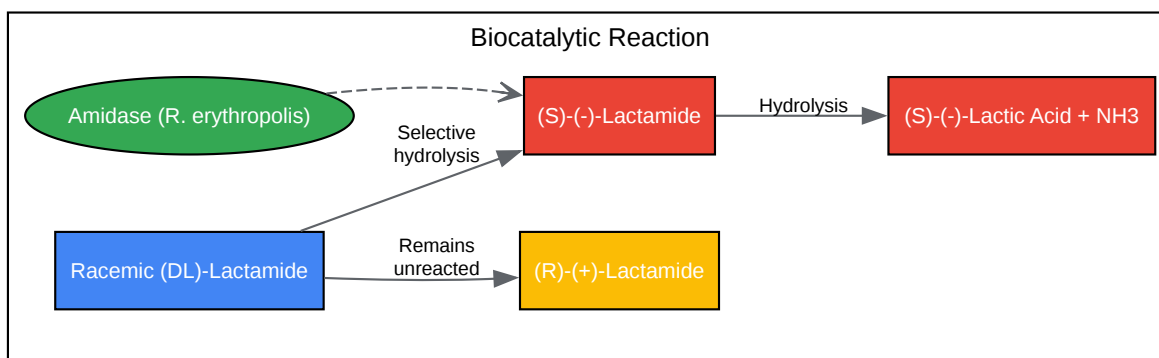 Biocatalytic Reaction
Amidase (R. erythropolis)
(S)-(-)-Lactamide
Hydrolysis
(S)-(-)-Lactic Acid + NH3
Selective
hydrolysis
Racemic (DL)-Lactamide
Remains
unreacted
(R)-(+)-Lactamide